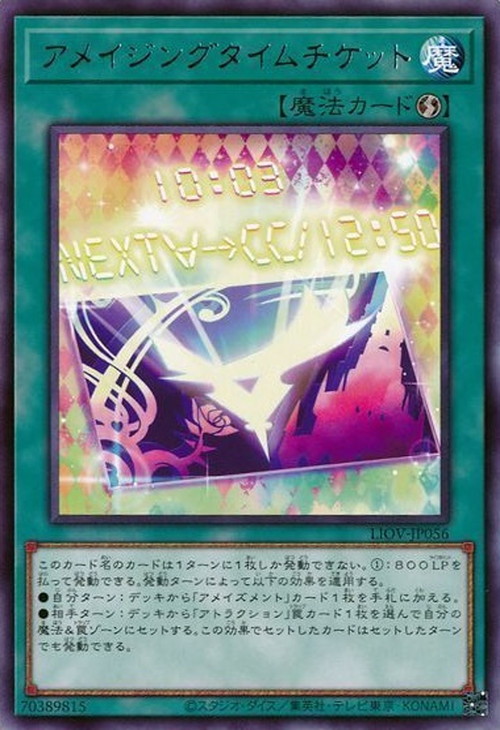 アメイジングタイムチケット
魔
【魔法カード】
10:03
NEXT∀→CC/12:50
LIOV-JP056
このカード名のカードは1ターンに1枚しか発動できない。①:800LPを
払って発動できる。発動ターンによって以下の効果を適用する。
●自分ターン:デッキから「アメイズメント」カード1枚を手札に加える。
●相手ターン:デッキから「アトラクション」罠カード1枚を選んで自分の
魔法&罠ゾーンにセットする。この効果でセットしたカードはセットしたターン
でも発動できる。
70389815
©スタジオ・ダイス/集英社・テレビ東京・KONAMI